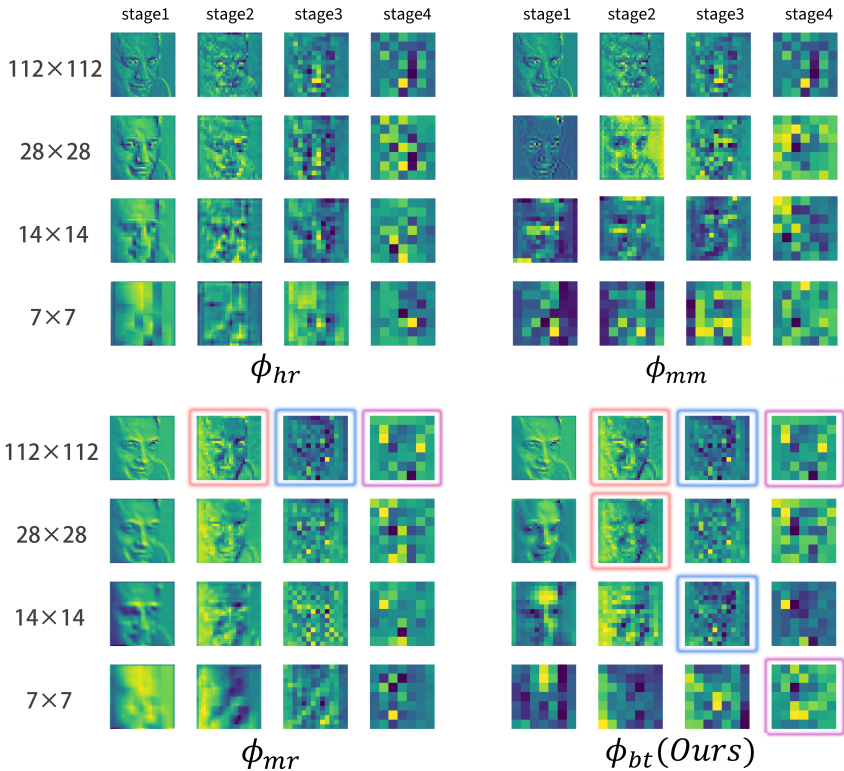 stage1 stage2 stage3 stage4 stage1 stage2 stage3 stage4
112×112
28×28
14×14
7×7
ϕhr ϕmm
112×112
28×28
14×14
7×7
ϕmr ϕbt(Ours)